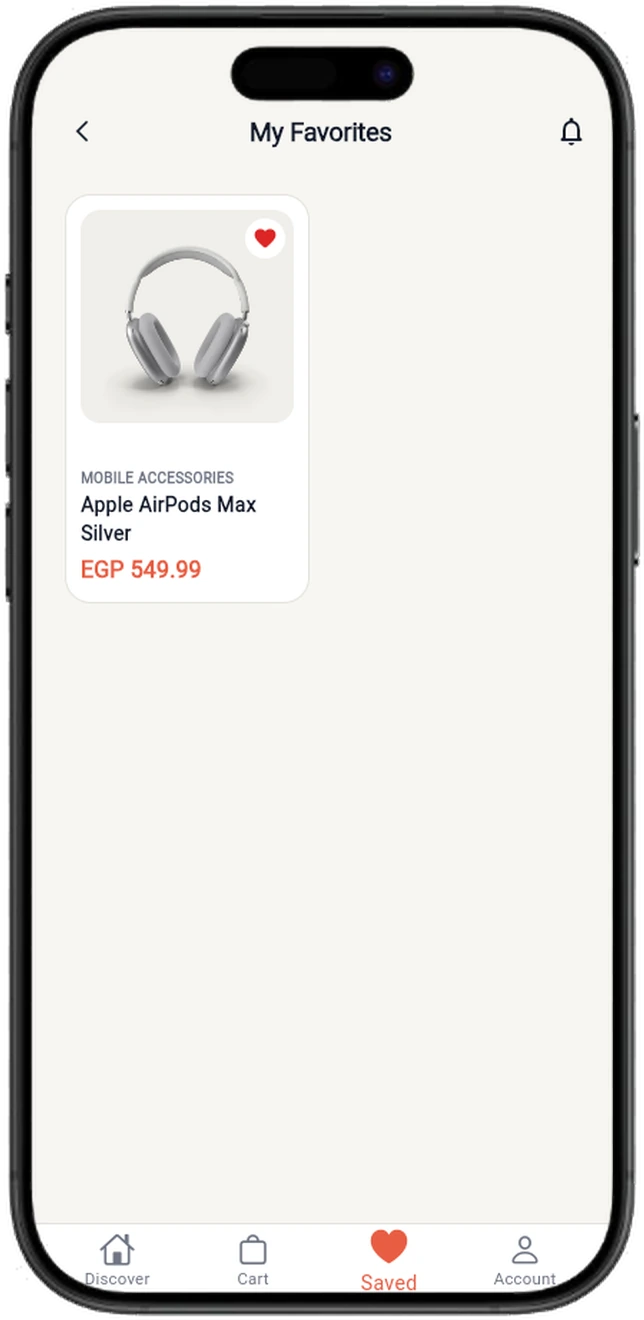 My Favorites
MOBILE ACCESSORIES
Apple AirPods Max
Silver
EGP 549.99
Discover
Cart
Saved
Account